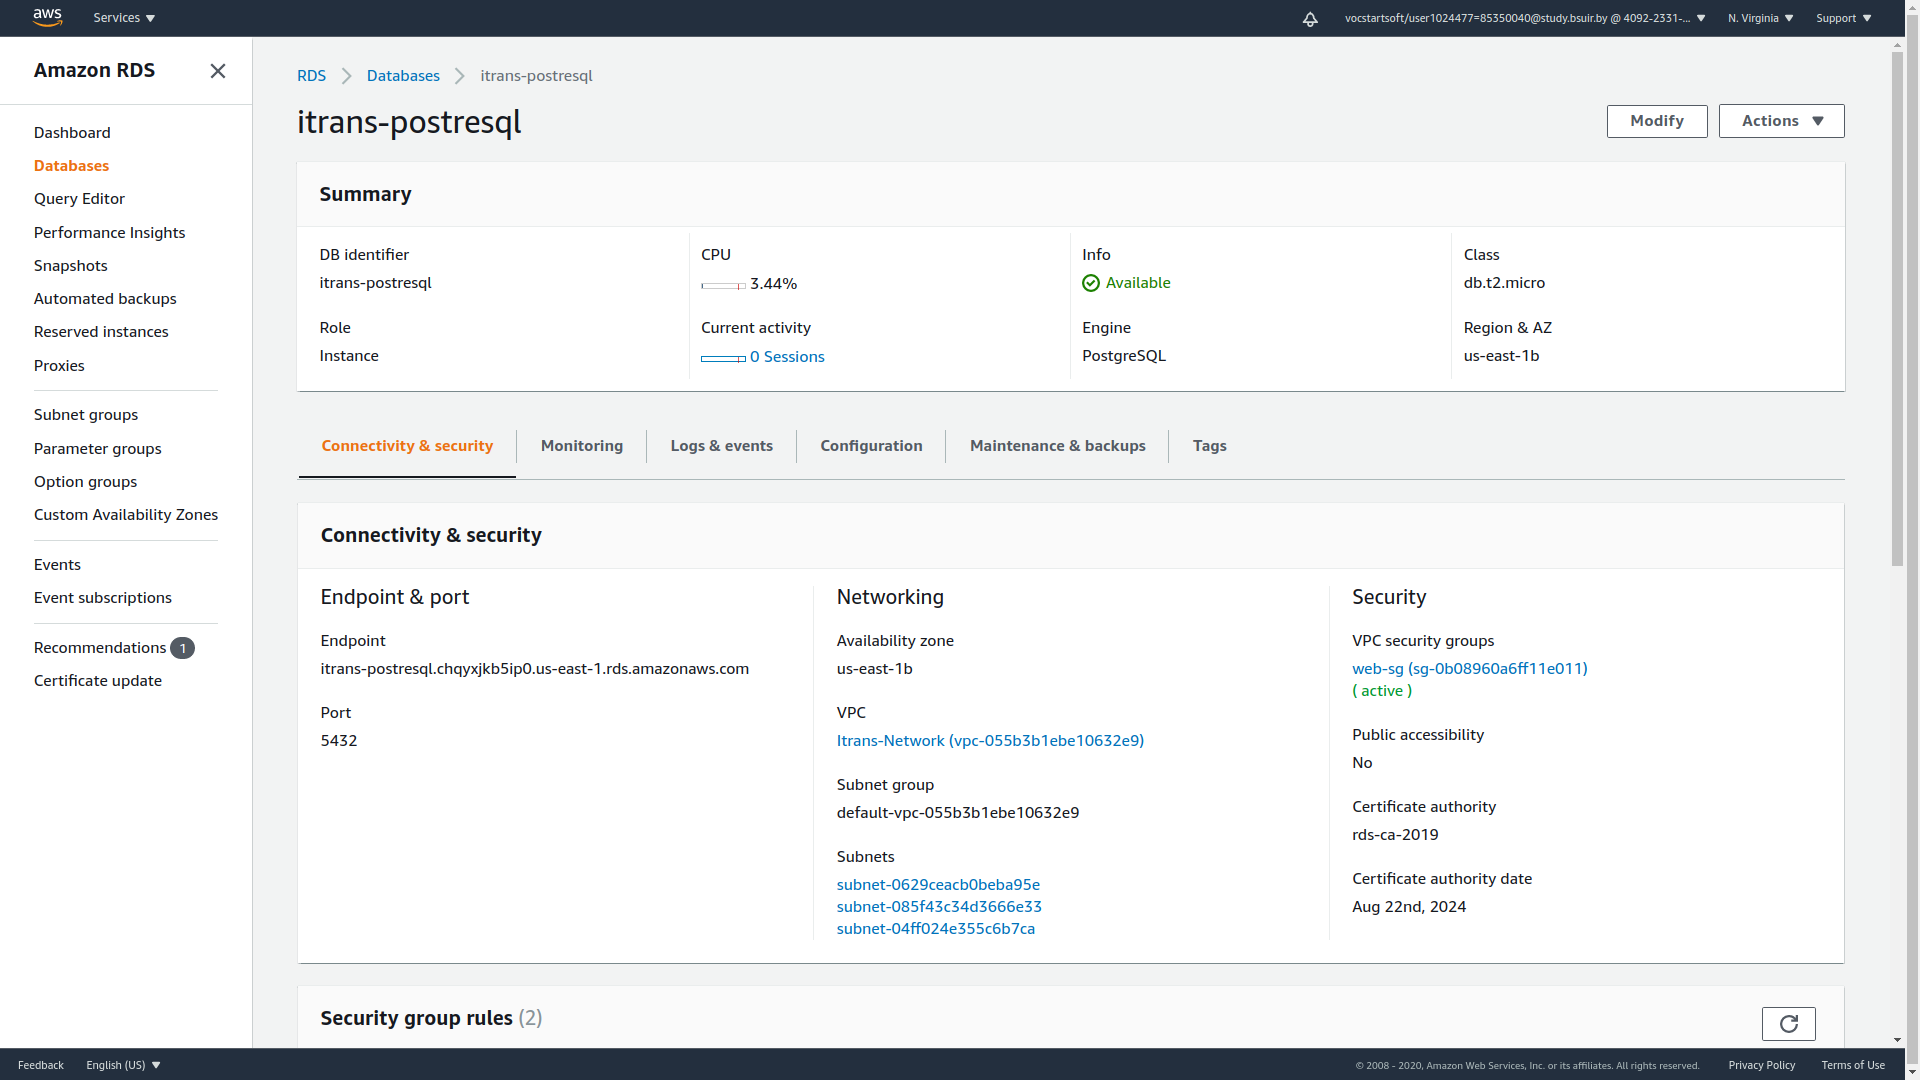 aws
Services
vocstartsoft/user1024477=85350040@study.bsuir.by @ 4092-2331-...
N. Virginia
Support
Amazon RDS
Dashboard
Databases
Query Editor
Performance Insights
Snapshots
Automated backups
Reserved instances
Proxies
Subnet groups
Parameter groups
Option groups
Custom Availability Zones
Events
Event subscriptions
Recommendations 1
Certificate update
RDS
Databases
itrans-postresql
itrans-postresql
Modify
Actions
Summary
DB identifier
itrans-postresql
CPU
3.44%
Info
Available
Class
db.t2.micro
Role
Instance
Current activity
0 Sessions
Engine
PostgreSQL
Region & AZ
us-east-1b
Connectivity & security
Monitoring
Logs & events
Configuration
Maintenance & backups
Tags
Connectivity & security
Endpoint & port
Endpoint
itrans-postresql.chqyxjkb5ip0.us-east-1.rds.amazonaws.com
Port
5432
Networking
Availability zone
us-east-1b
VPC
Itrans-Network (vpc-055b3b1ebe10632e9)
Subnet group
default-vpc-055b3b1ebe10632e9
Subnets
subnet-0629ceacb0beba95e
subnet-085f43c34d3666e33
subnet-04ff024e355c6b7ca
Security
VPC security groups
web-sg (sg-0b08960a6ff11e011)
( active )
Public accessibility
No
Certificate authority
rds-ca-2019
Certificate authority date
Aug 22nd, 2024
Security group rules (2)
Feedback
English (US)
© 2008 - 2020, Amazon Web Services, Inc. or its affiliates. All rights reserved.
Privacy Policy
Terms of Use